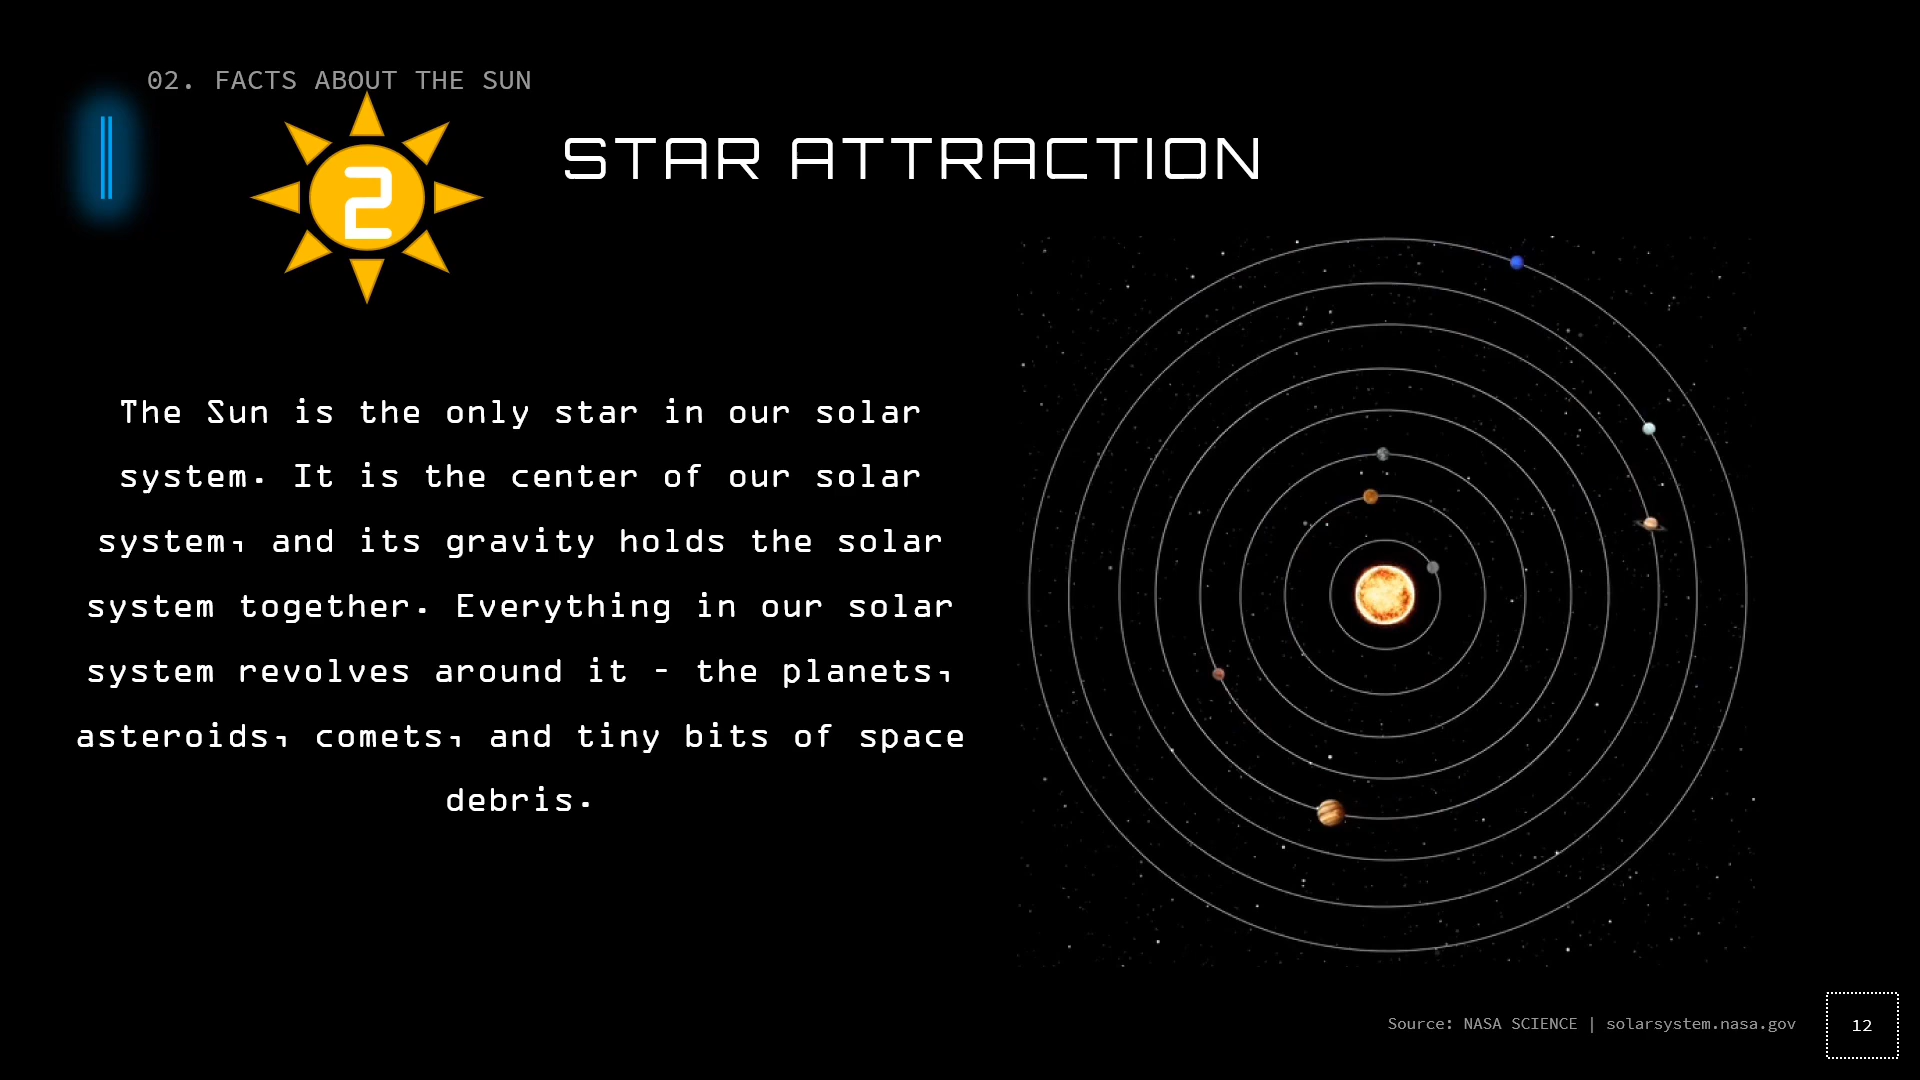 02. FACTS ABOUT THE SUN
2
STAR ATTRACTION
The Sun is the only star in our solar
system. It is the center of our solar
system, and its gravity holds the solar
system together. Everything in our solar
system revolves around it - the planets,
asteroids, comets, and tiny bits of space
debris.
Source: NASA SCIENCE | solarsystem.nasa.gov
12